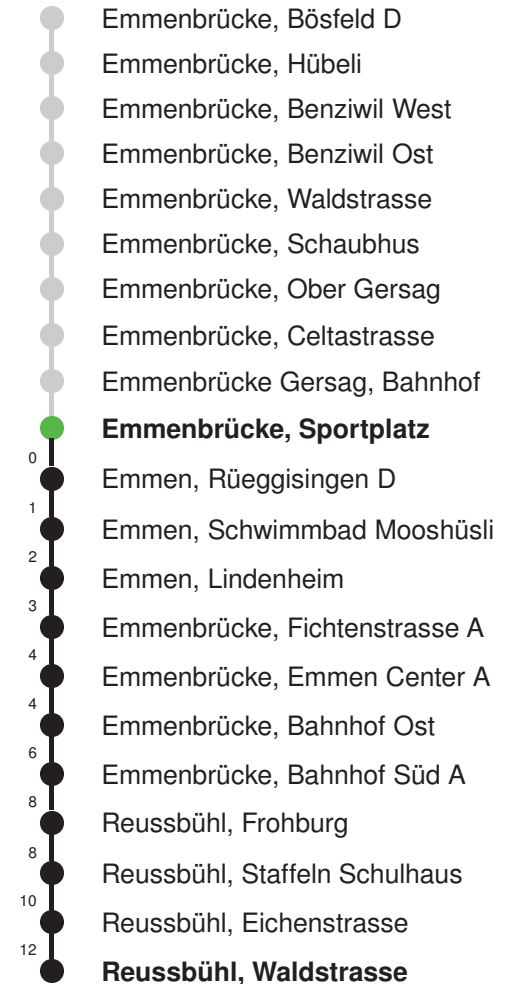 Emmenbrücke, Bösfeld D
Emmenbrücke, Hübeli
Emmenbrücke, Benziwil West
Emmenbrücke, Benziwil Ost
Emmenbrücke, Waldstrasse
Emmenbrücke, Schaubhus
Emmenbrücke, Ober Gersag
Emmenbrücke, Celtastrasse
Emmenbrücke Gersag, Bahnhof
Emmenbrücke, Sportplatz
0
Emmen, Rüeggisingen D
1
Emmen, Schwimmbad Mooshüsli
2
Emmen, Lindenheim
3
Emmenbrücke, Fichtenstrasse A
4
Emmenbrücke, Emmen Center A
4
Emmenbrücke, Bahnhof Ost
6
Emmenbrücke, Bahnhof Süd A
8
Reussbühl, Frohburg
8
Reussbühl, Staffeln Schulhaus
10
Reussbühl, Eichenstrasse
12
Reussbühl, Waldstrasse